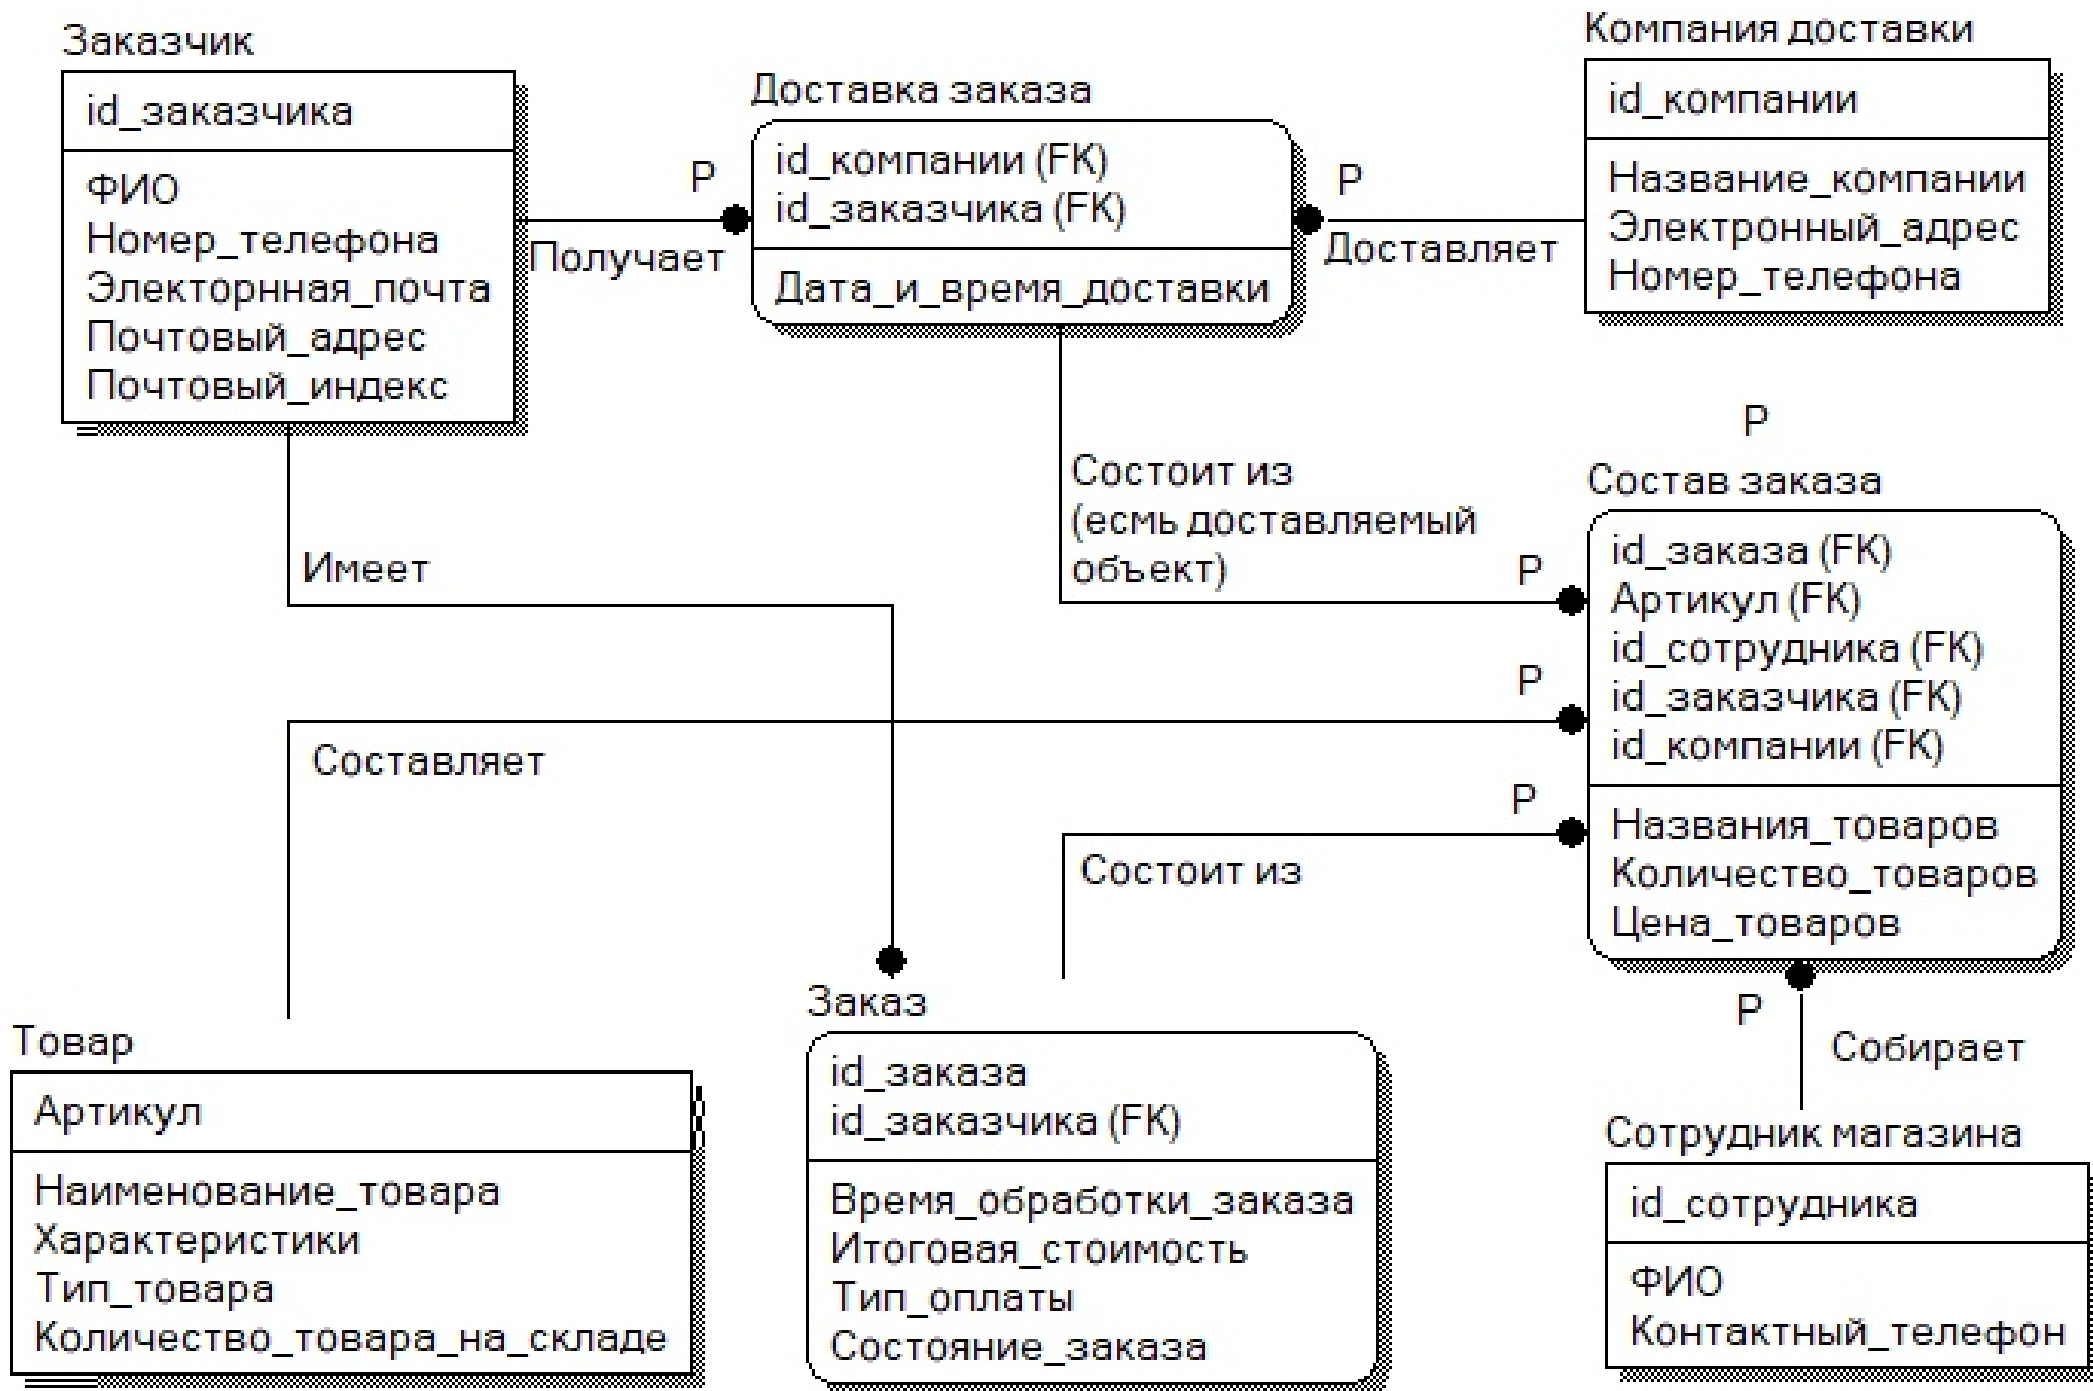 Заказчик
id_заказчика
ФИО
Номер_телефона
Электорнная_почта
Почтовый_адрес
Почтовый_индекс
P
Получает
Доставка заказа
id_компании (FK)
id_заказчика (FK)
Дата_и_время_доставки
P
Доставляет
Компания доставки
id_компании
Название_компании
Электронный_адрес
Номер_телефона
Имеет
Состоит из
(есмь доставляемый
объект)
P
P
Состав заказа
id_заказа (FK)
Артикул (FK)
id_сотрудника (FK)
id_заказчика (FK)
id_компании (FK)
Названия_товаров
Количество_товаров
Цена_товаров
P
Составляет
P
Состоит из
P
Собирает
Товар
Артикул
Наименование_товара
Характеристики
Тип_товара
Количество_товара_на_складе
Заказ
id_заказа
id_заказчика (FK)
Время_обработки_заказа
Итоговая_стоимость
Тип_оплаты
Состояние_заказа
Сотрудник магазина
id_сотрудника
ФИО
Контактный_телефон